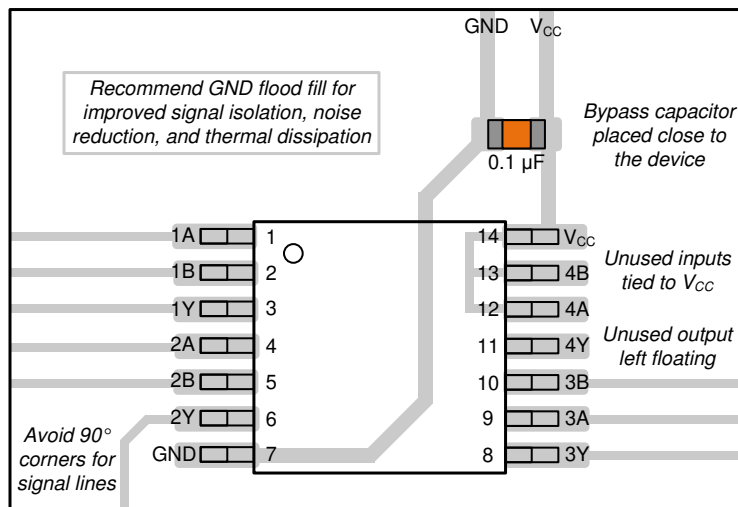 GND VCC
Recommend GND flood fill for
improved signal isolation, noise
reduction, and thermal dissipation
Bypass capacitor
placed close to
the device
0.1 μF
1A 1 14 VCC
1B 2 13 4B
1Y 3 12 4A
2A 4 11 4Y
2B 5 10 3B
2Y 6 9 3A
GND 7 8 3Y
Unused inputs
tied to VCC
Unused output
left floating
Avoid 90°
corners for
signal lines